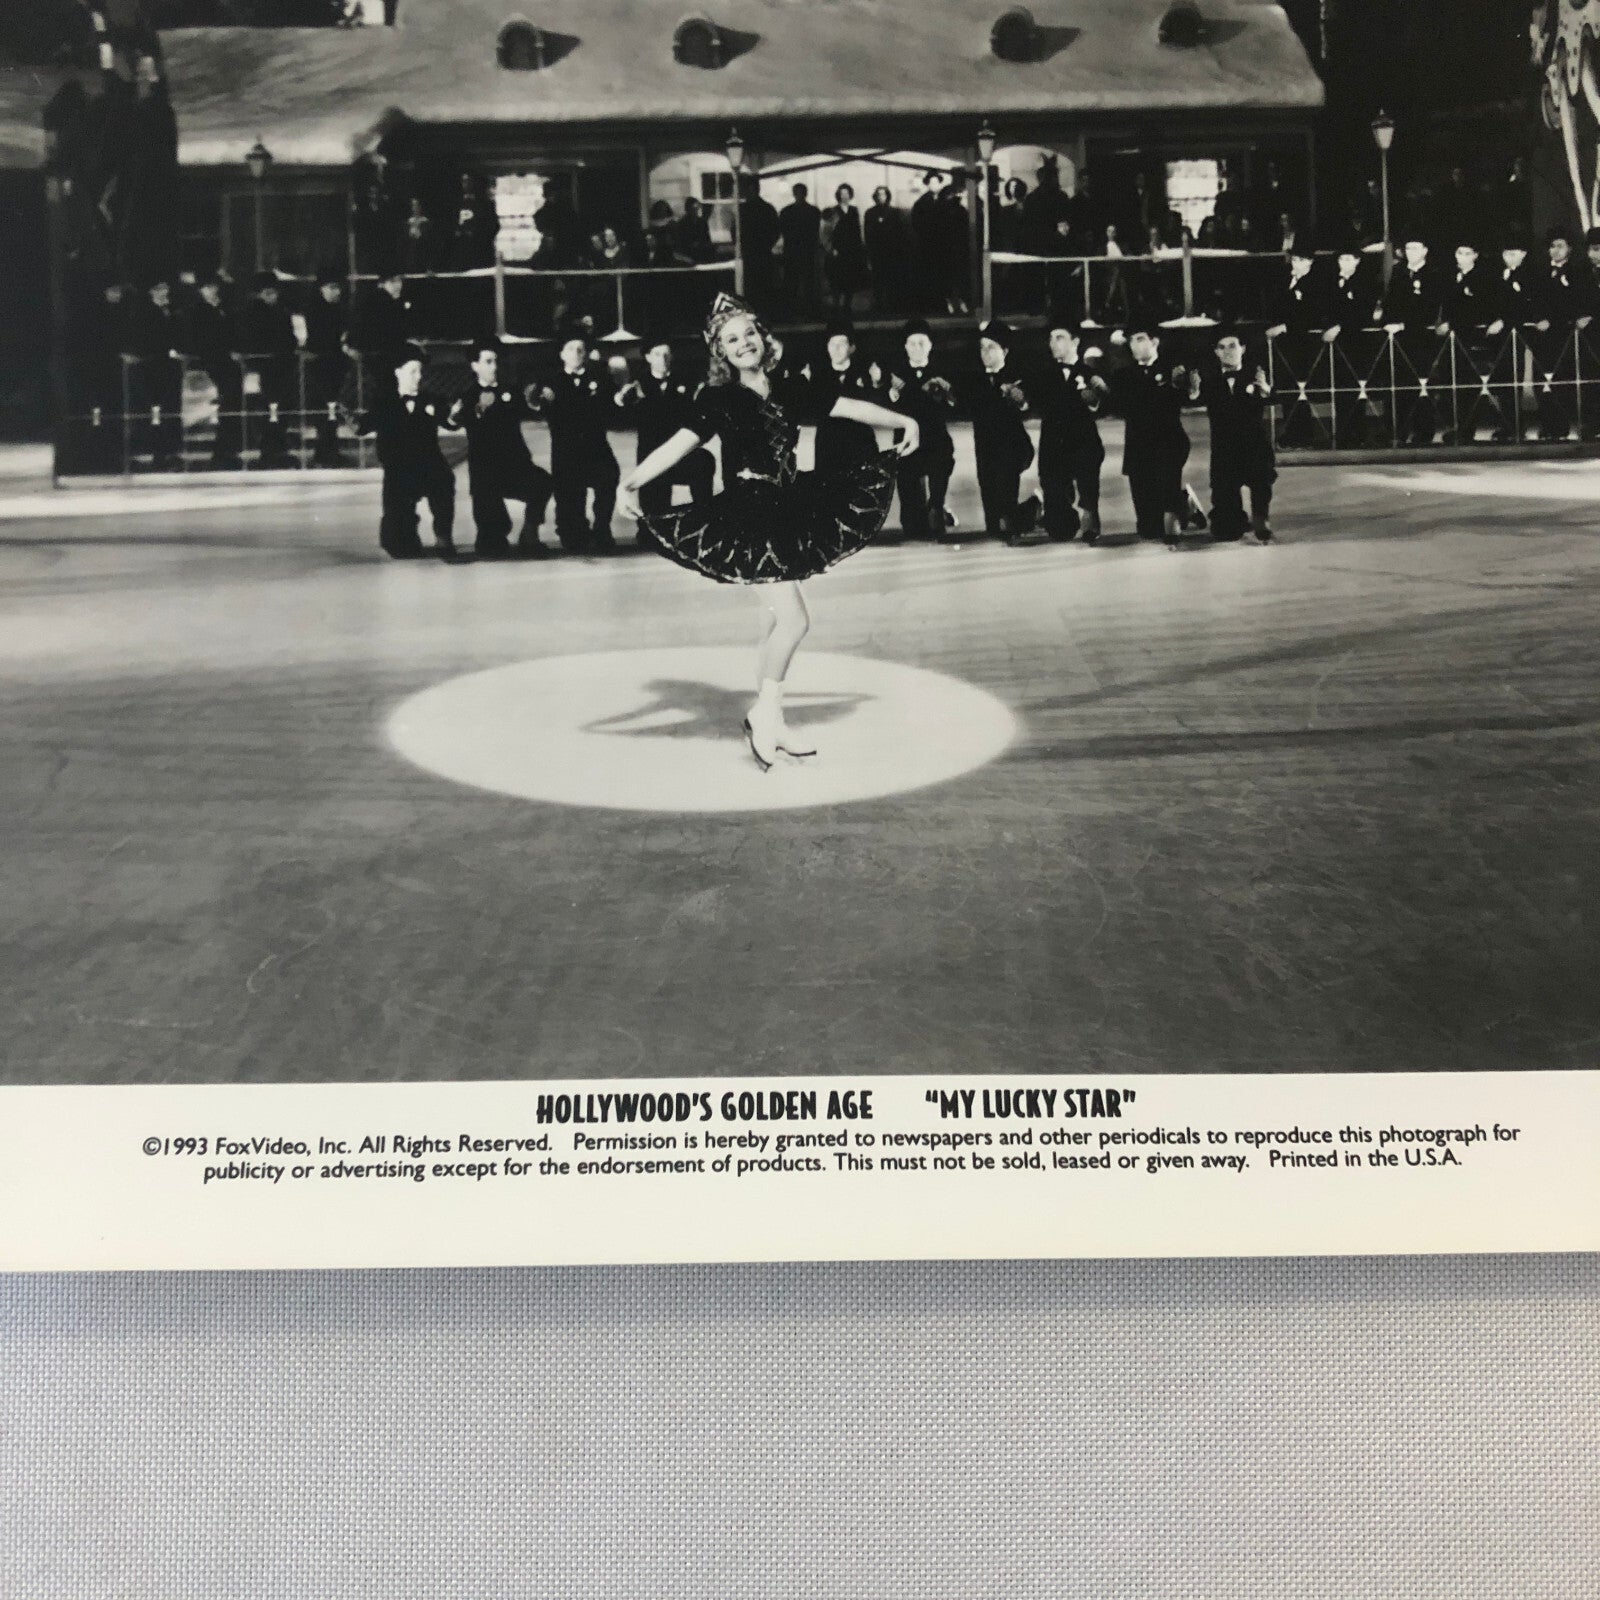 HOLLYWOOD'S GOLDEN AGE "MY LUCKY STAR"
©1993 FoxVideo, Inc. All Rights Reserved. Permission is hereby granted to newspapers and other periodicals to reproduce this photograph for
publicity or advertising except for the endorsement of products. This must not be sold, leased or given away. Printed in the U.S.A.